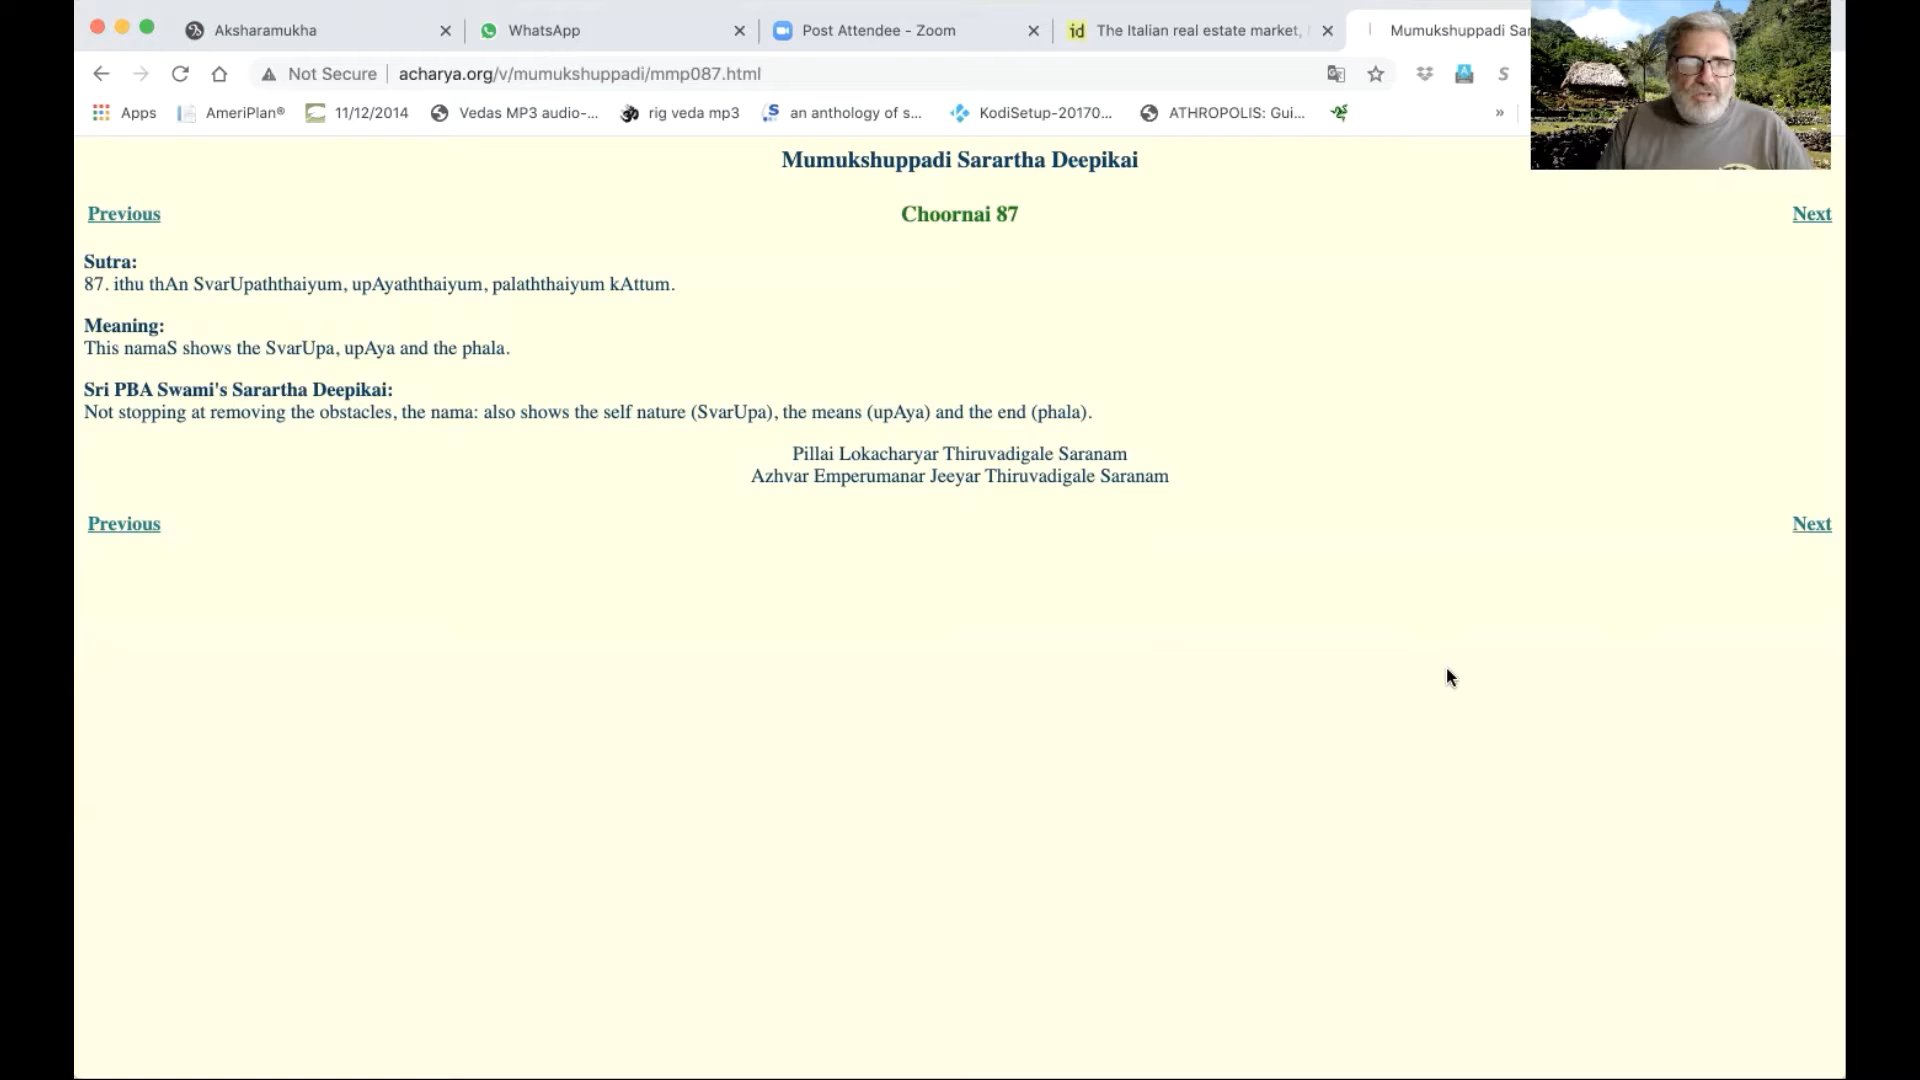 Aksharamukha
WhatsApp
Post Attendee - Zoom
The Italian real estate market,
Mumukshuppadi Sar
Not Secure
acharya.org/v/mumukshuppadi/mmp087.html
Apps
AmeriPlan®
11/12/2014
Vedas MP3 audio-...
rig veda mp3
an anthology of s...
KodiSetup-20170...
ATHROPOLIS: Gui...
»
Mumukshuppadi Sarartha Deepikai
Previous
Choornai 87
Next
Sutra:
87. ithu thAn SvarUpaththaiyum, upAyaththaiyum, palaththaiyum kAttum.
Meaning:
This namaS shows the SvarUpa, upAya and the phala.
Sri PBA Swami's Sarartha Deepikai:
Not stopping at removing the obstacles, the nama: also shows the self nature (SvarUpa), the means (upAya) and the end (phala).
Pillai Lokacharyar Thiruvadigale Saranam
Azhvar Emperumanar Jeeyar Thiruvadigale Saranam
Previous
Next